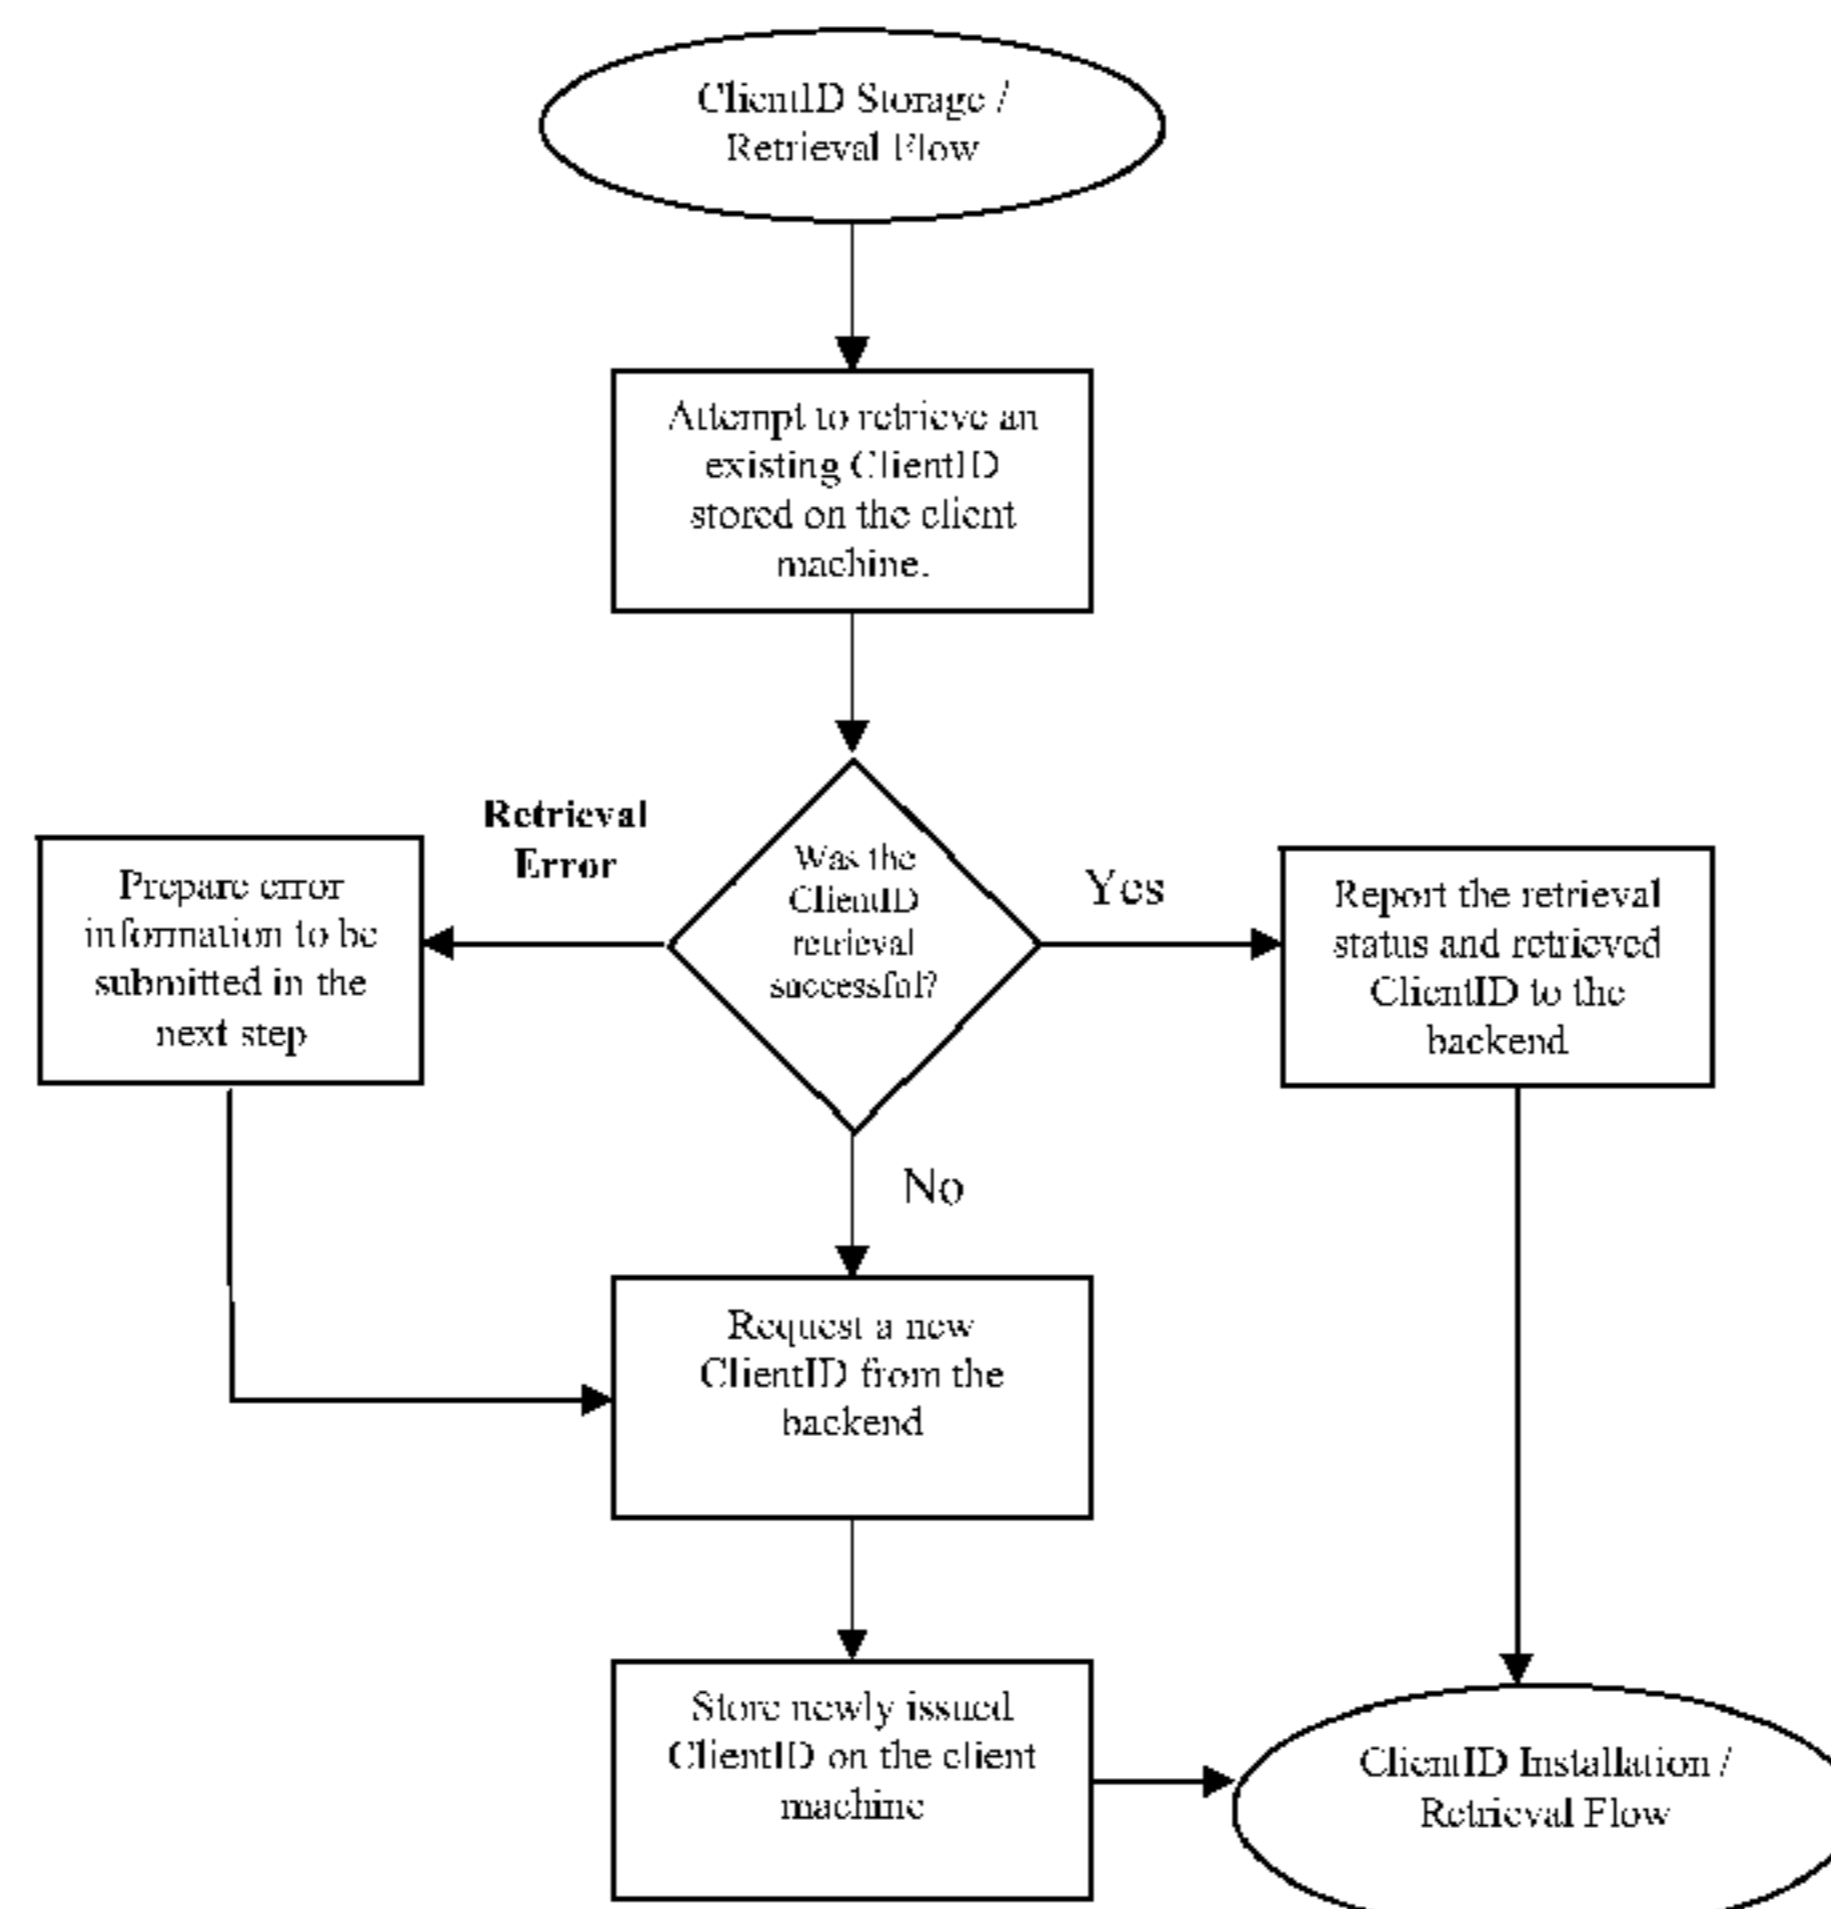 ClientID Storage /
Retrieval Flow
Attempt to retrieve an
existing ClientID
stored on the client
machine.
Retrieval
Error
Was the
ClientID
retrieval
successful?
Yes
Prepare error
information to be
submitted in the
next step
Report the retrieval
status and retrieved
ClientID to the
backend
No
Request a new
ClientID from the
backend
Store newly issued
ClientID on the client
machine
ClientID Installation /
Retrieval Flow